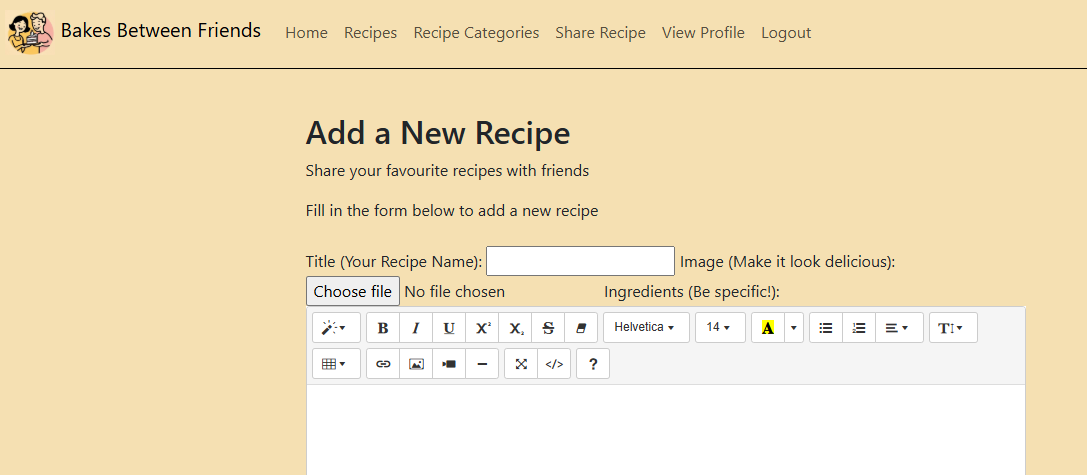 Bakes Between Friends Home Recipes Recipe Categories Share Recipe View Profile Logout
Add a New Recipe
Share your favourite recipes with friends
Fill in the form below to add a new recipe
Title (Your Recipe Name): Image (Make it look delicious):
Choose file No file chosen Ingredients (Be specific!):
B I U X² X₂ S Helvetica 14 A T
</> ?